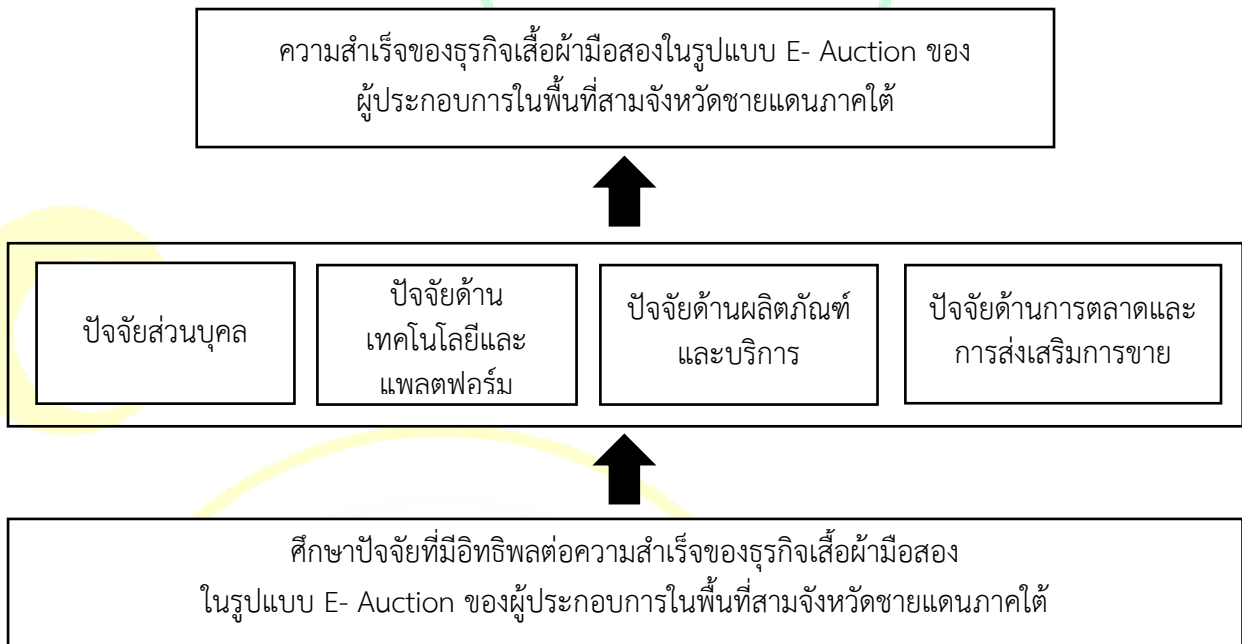 ความสำเร็จของธุรกิจเสื้อผ้ามือสองในรูปแบบ E- Auction ของ
ผู้ประกอบการในพื้นที่สามจังหวัดชายแดนภาคใต้
ปัจจัยส่วนบุคล
ปัจจัยด้าน
เทคโนโลยีและ
แพลตฟอร์ม
ปัจจัยด้านผลิตภัณฑ์
และบริการ
ปัจจัยด้านการตลาดและ
การส่งเสริมการขาย
ศึกษาปัจจัยที่มีอิทธิพลต่อความสำเร็จของธุรกิจเสื้อผ้ามือสอง
ในรูปแบบ E- Auction ของผู้ประกอบการในพื้นที่สามจังหวัดชายแดนภาคใต้